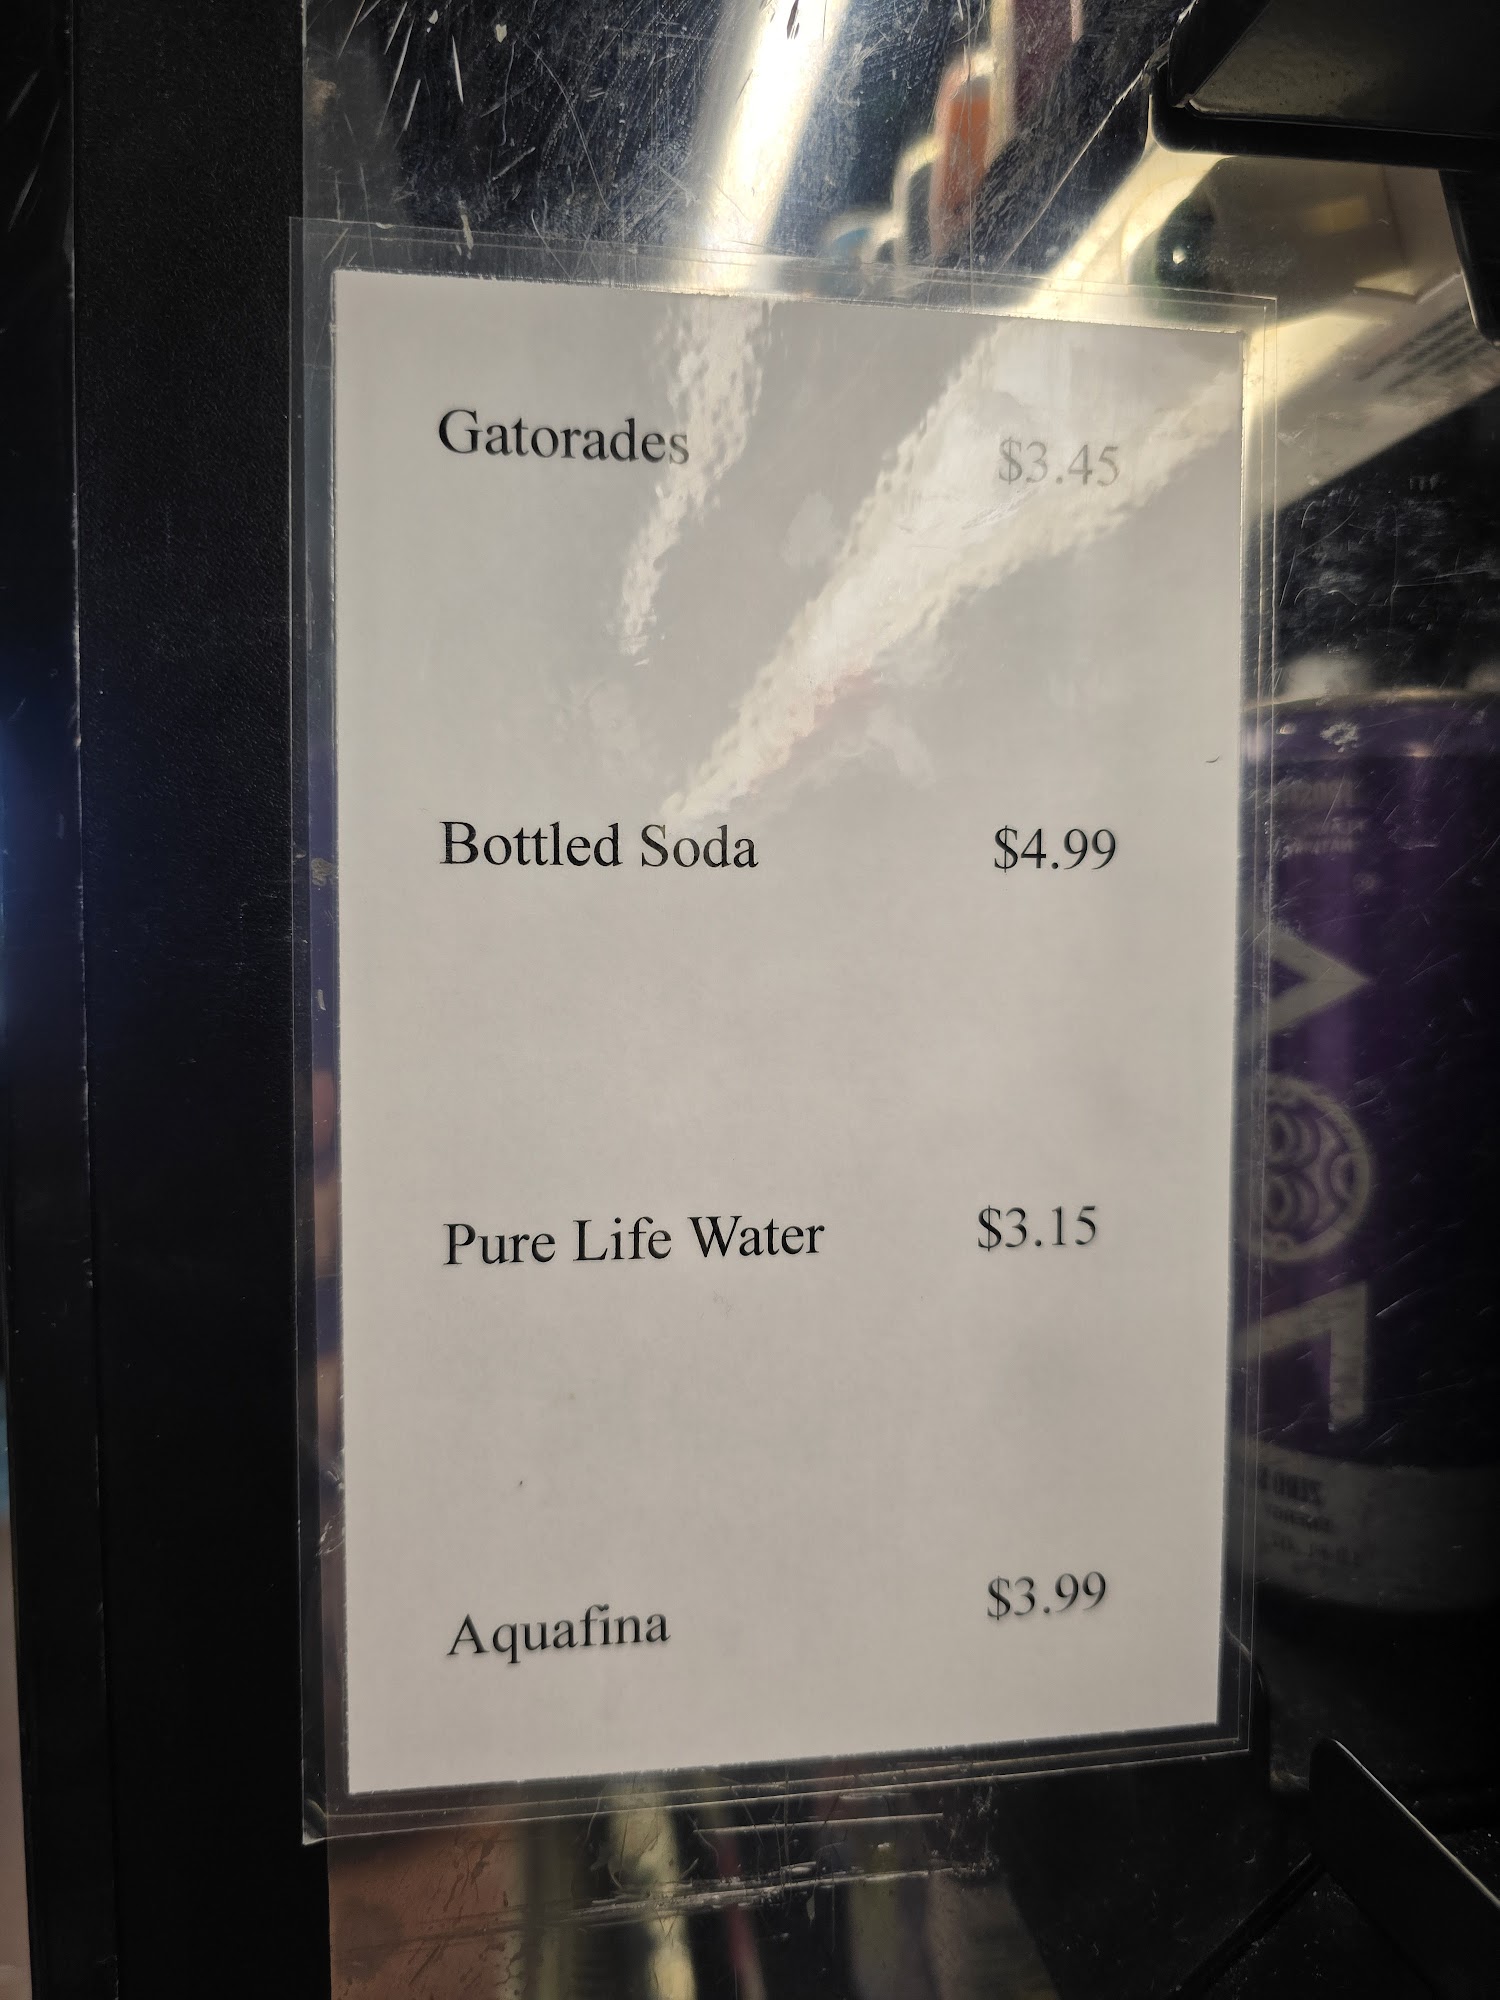 Gatorades $3.45
Bottled Soda $4.99
Pure Life Water $3.15
Aquafina $3.99